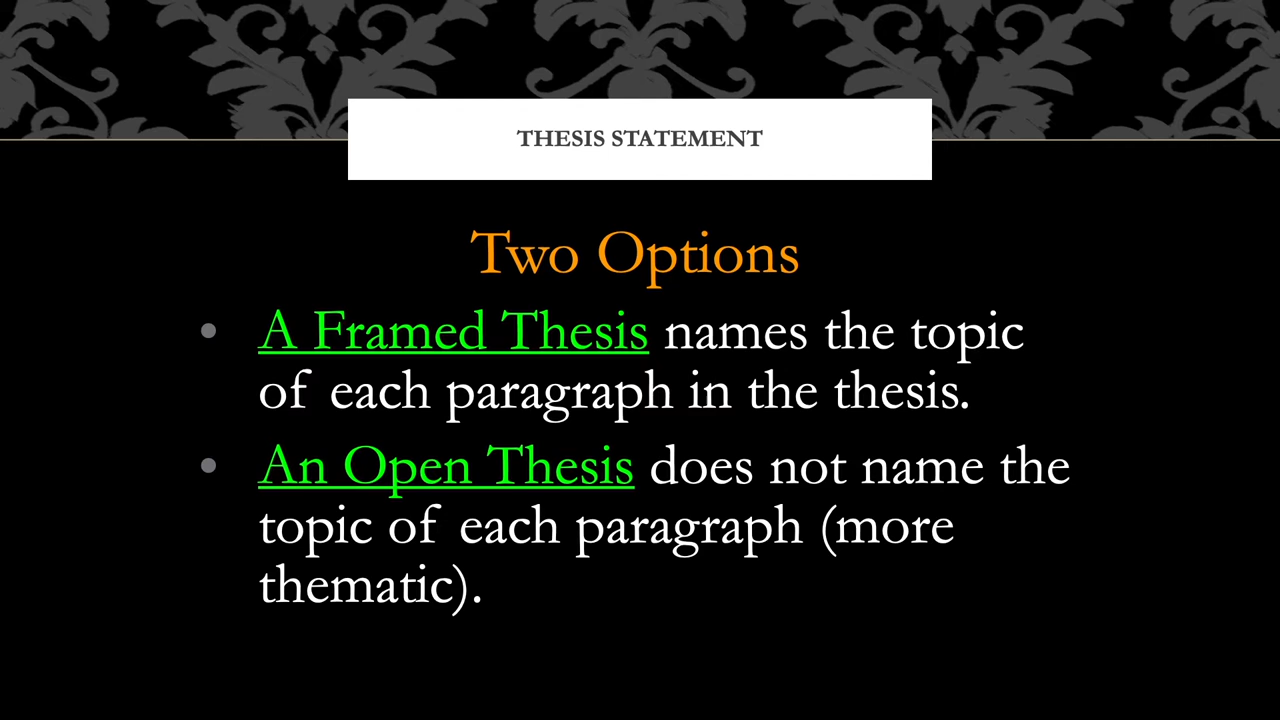 THESIS STATEMENT
Two Options
• A Framed Thesis names the topic
of each paragraph in the thesis.
• An Open Thesis does not name the
topic of each paragraph (more
thematic).